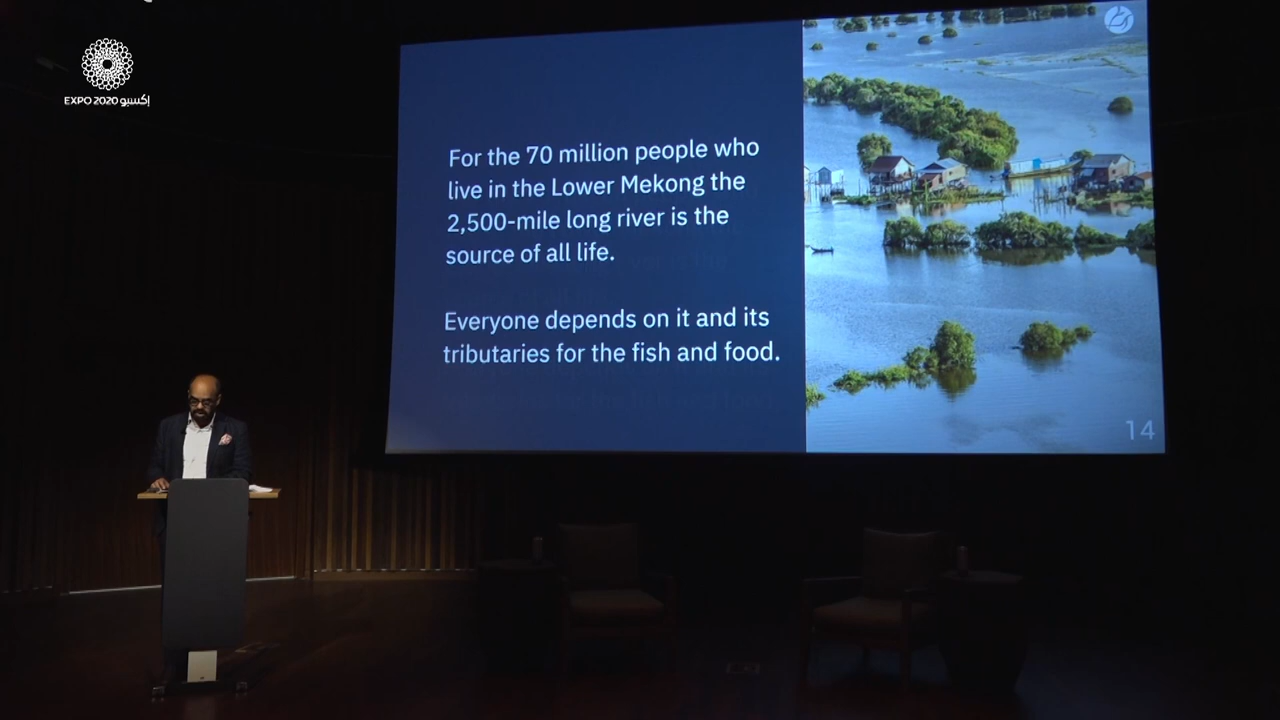 EXPO 2020 إكسبو
For the 70 million people who
live in the Lower Mekong the
2,500-mile long river is the
source of all life.
Everyone depends on it and its
tributaries for the fish and food.
14